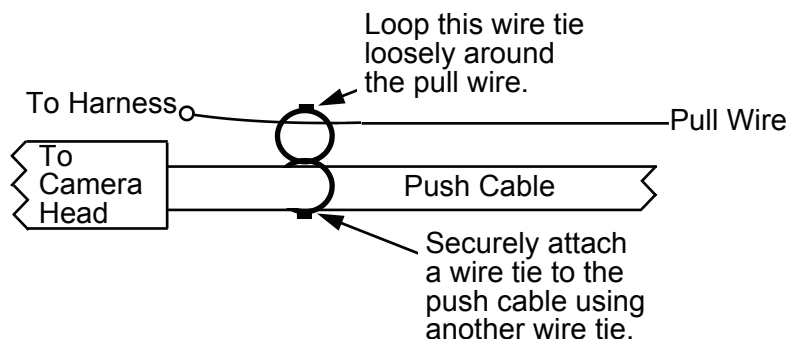 Loop this wire tie
loosely around
the pull wire.
To Harness
Pull Wire
To
Camera
Head
Push Cable
Securely attach
a wire tie to the
push cable using
another wire tie.